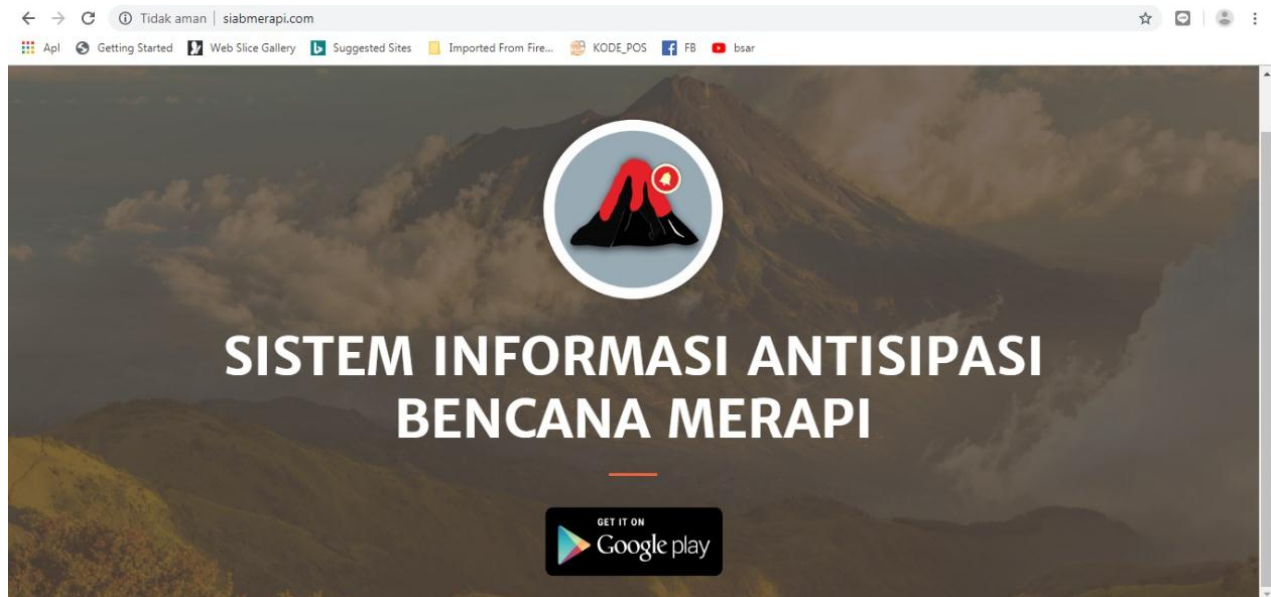 Tidak aman | siabmerapi.com
Apl Getting Started Web Slice Gallery Suggested Sites Imported From Fire... KODE_POS FB bsar
SISTEM INFORMASI ANTISIPASI
BENCANA MERAPI
GET IT ON
Google play